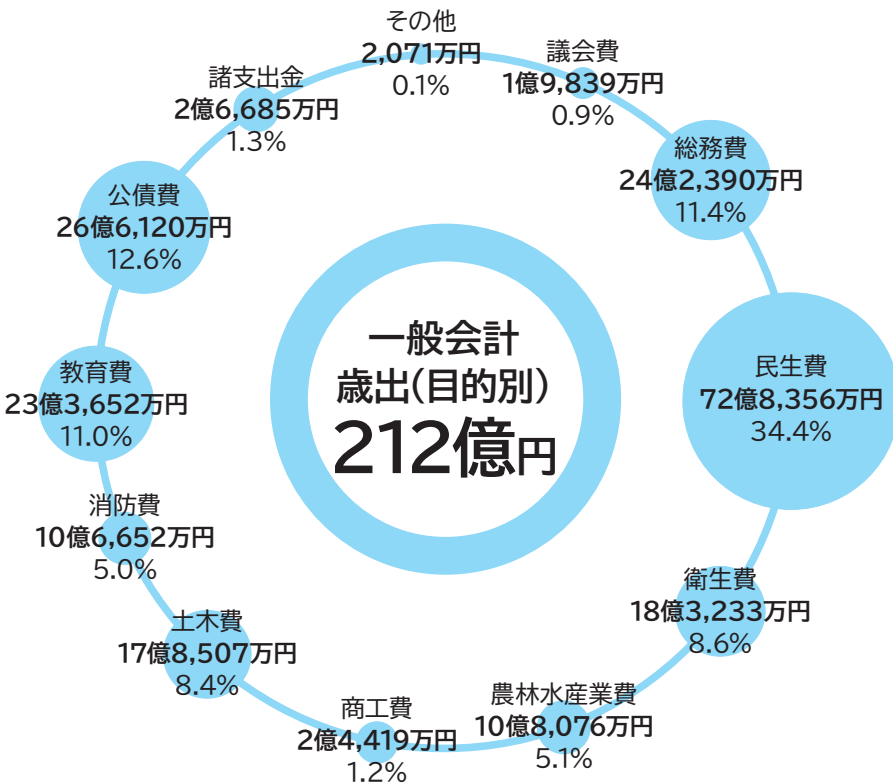 一般会計
歳出(目的別)
212億円
議会費
1億9,839万円
0.9%
総務費
24億2,390万円
11.4%
民生費
72億8,356万円
34.4%
衛生費
18億3,233万円
8.6%
農林水産業費
10億8,076万円
5.1%
商工費
2億4,419万円
1.2%
土木費
17億8,507万円
8.4%
消防費
10億6,652万円
5.0%
教育費
23億3,652万円
11.0%
公債費
26億6,120万円
12.6%
諸支出金
2億6,685万円
1.3%
その他
2,071万円
0.1%